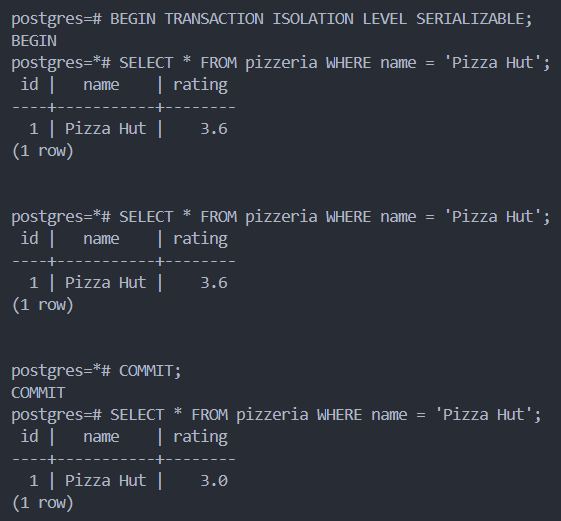 postgres=# BEGIN TRANSACTION ISOLATION LEVEL SERIALIZABLE;
BEGIN
postgres=*# SELECT * FROM pizzeria WHERE name = 'Pizza Hut';
 id |   name    | rating
----+-----------+--------
  1 | Pizza Hut |    3.6
(1 row)

postgres=*# SELECT * FROM pizzeria WHERE name = 'Pizza Hut';
 id |   name    | rating
----+-----------+--------
  1 | Pizza Hut |    3.6
(1 row)

postgres=*# COMMIT;
COMMIT
postgres=# SELECT * FROM pizzeria WHERE name = 'Pizza Hut';
 id |   name    | rating
----+-----------+--------
  1 | Pizza Hut |    3.0
(1 row)